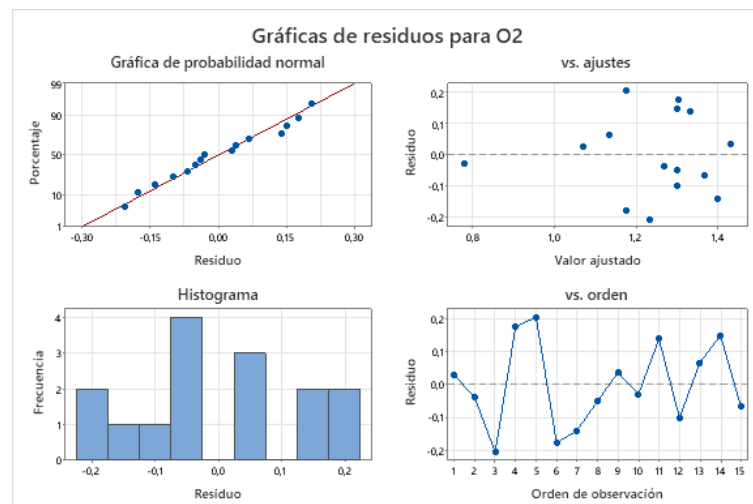 Gráficas de residuos para O2
Gráfica de probabilidad normal
99
90
50
10
1
Porcentaje
-0,30 -0,15 0,00 0,15 0,30
Residuo
vs. ajustes
0,2
0,1
0,0
-0,1
-0,2
Residuo
0,8 1,0 1,2 1,4
Valor ajustado
Histograma
4
3
2
1
0
Frecuencia
-0,2 -0,1 0,0 0,1 0,2
Residuo
vs. orden
0,2
0,1
0,0
-0,1
-0,2
Residuo
1 2 3 4 5 6 7 8 9 10 11 12 13 14 15
Orden de observación